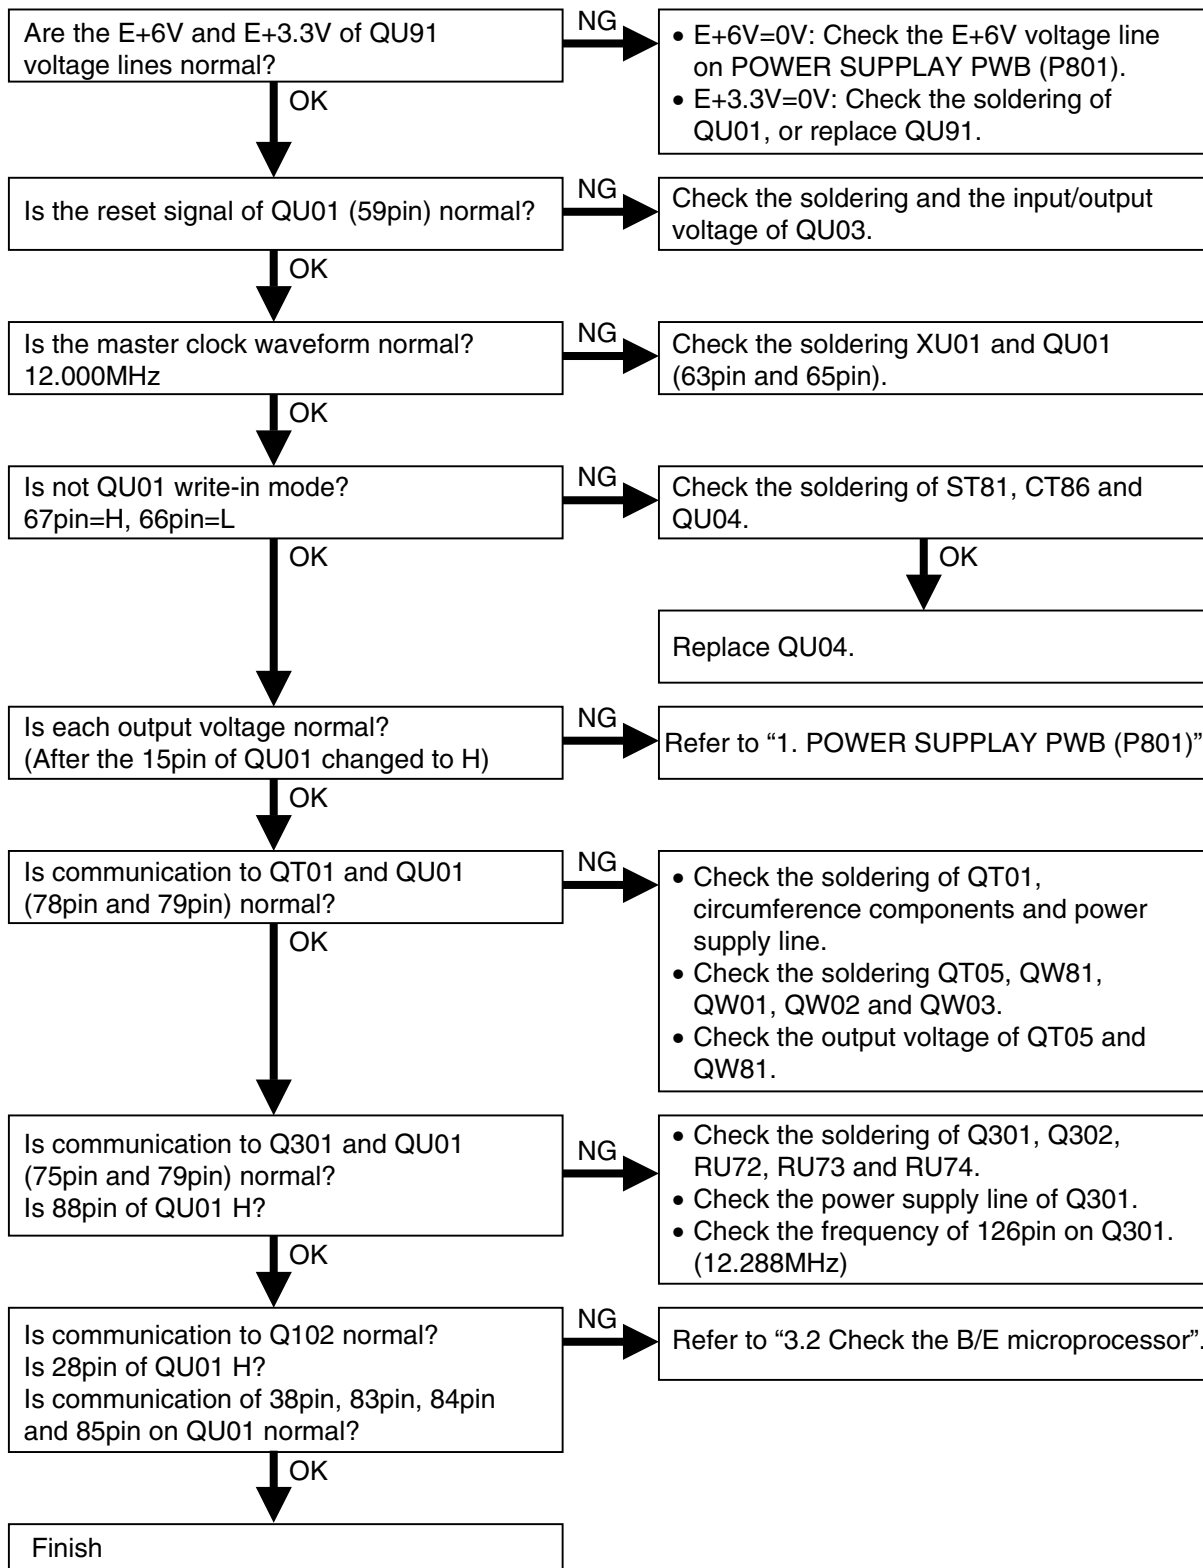 Are the E+6V and E+3.3V of QU91
voltage lines normal?
NG
• E+6V=0V: Check the E+6V voltage line
on POWER SUPPLAY PWB (P801).
• E+3.3V=0V: Check the soldering of
QU01, or replace QU91.
OK
Is the reset signal of QU01 (59pin) normal?
NG
Check the soldering and the input/output
voltage of QU03.
OK
Is the master clock waveform normal?
12.000MHz
NG
Check the soldering XU01 and QU01
(63pin and 65pin).
OK
Is not QU01 write-in mode?
67pin=H, 66pin=L
NG
Check the soldering of ST81, CT86 and
QU04.
OK
OK
Replace QU04.
Is each output voltage normal?
(After the 15pin of QU01 changed to H)
NG
Refer to “1. POWER SUPPLAY PWB (P801)”
OK
Is communication to QT01 and QU01
(78pin and 79pin) normal?
NG
• Check the soldering of QT01,
circumference components and power
supply line.
• Check the soldering QT05, QW81,
QW01, QW02 and QW03.
• Check the output voltage of QT05 and
QW81.
OK
Is communication to Q301 and QU01
(75pin and 79pin) normal?
Is 88pin of QU01 H?
NG
• Check the soldering of Q301, Q302,
RU72, RU73 and RU74.
• Check the power supply line of Q301.
• Check the frequency of 126pin on Q301.
(12.288MHz)
OK
Is communication to Q102 normal?
Is 28pin of QU01 H?
Is communication of 38pin, 83pin, 84pin
and 85pin on QU01 normal?
NG
Refer to “3.2 Check the B/E microprocessor”.
OK
Finish